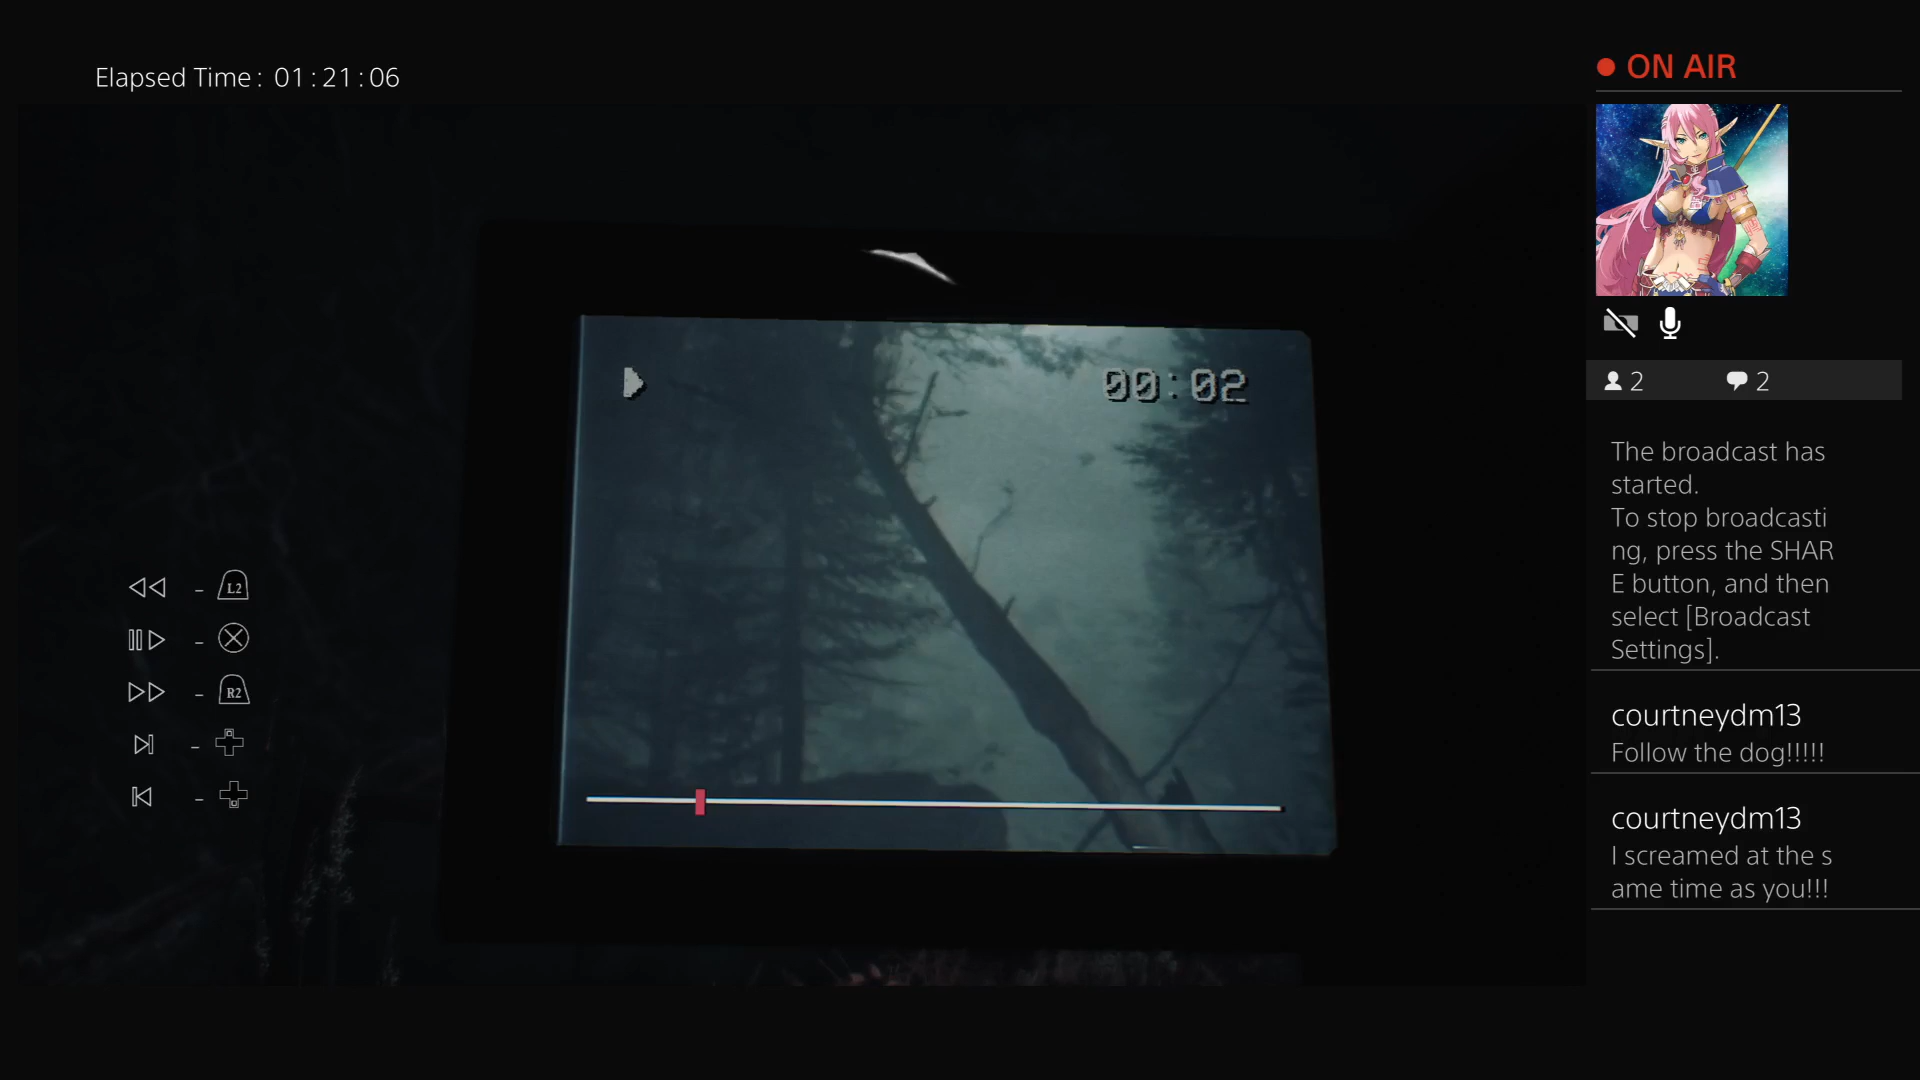 Elapsed Time: 01:21:06
ON AIR
00:02
2
2
The broadcast has
started.
To stop broadcasti
ng, press the SHAR
E button, and then
select [Broadcast
Settings].
- L2
-
- R2
-
-
courtneydm13
Follow the dog!!!!!
courtneydm13
I screamed at the s
ame time as you!!!